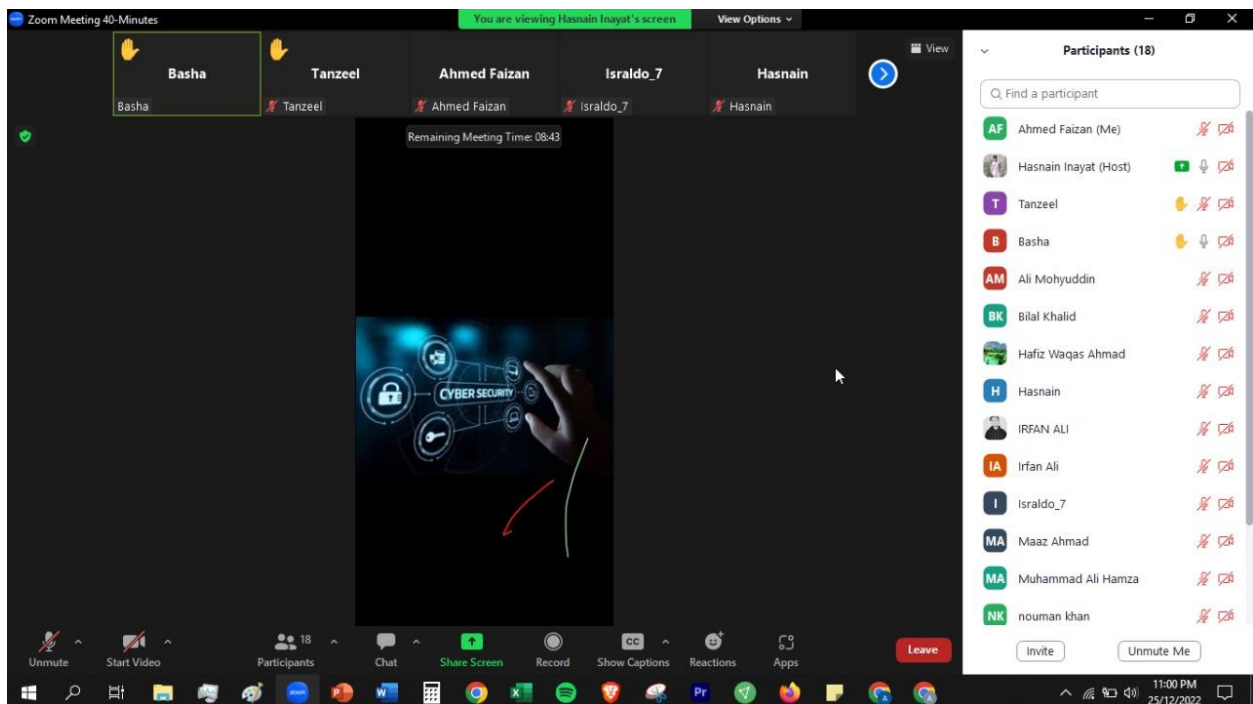 Zoom Meeting 40-Minutes
You are viewing Hasnain Inayat's screen
View Options
Basha
Tanzeel
Ahmed Faizan
Isralado_7
Hasnain
View
Basha
Tanzeel
Ahmed Faizan
Israldo_7
Hasnain
Remaining Meeting Time: 08:43
CYBER SECURITY
Participants (18)
Find a participant
AF Ahmed Faizan (Me)
Hasnain Inayat (Host)
T Tanzeel
B Basha
AM Ali Mohyuddin
BK Bilal Khalid
Hafiz Waqas Ahmad
H Hasnain
IRFAN ALI
IA Irfan Ali
I Israldo_7
MA Maaz Ahmad
MA Muhammad Ali Hamza
NK nouman khan
Invite
Unmute Me
Unmute
Start Video
18
Participants
Chat
Share Screen
Record
CC
Show Captions
Reactions
Apps
Leave
zoom
Pr
11:00 PM
25/12/2022